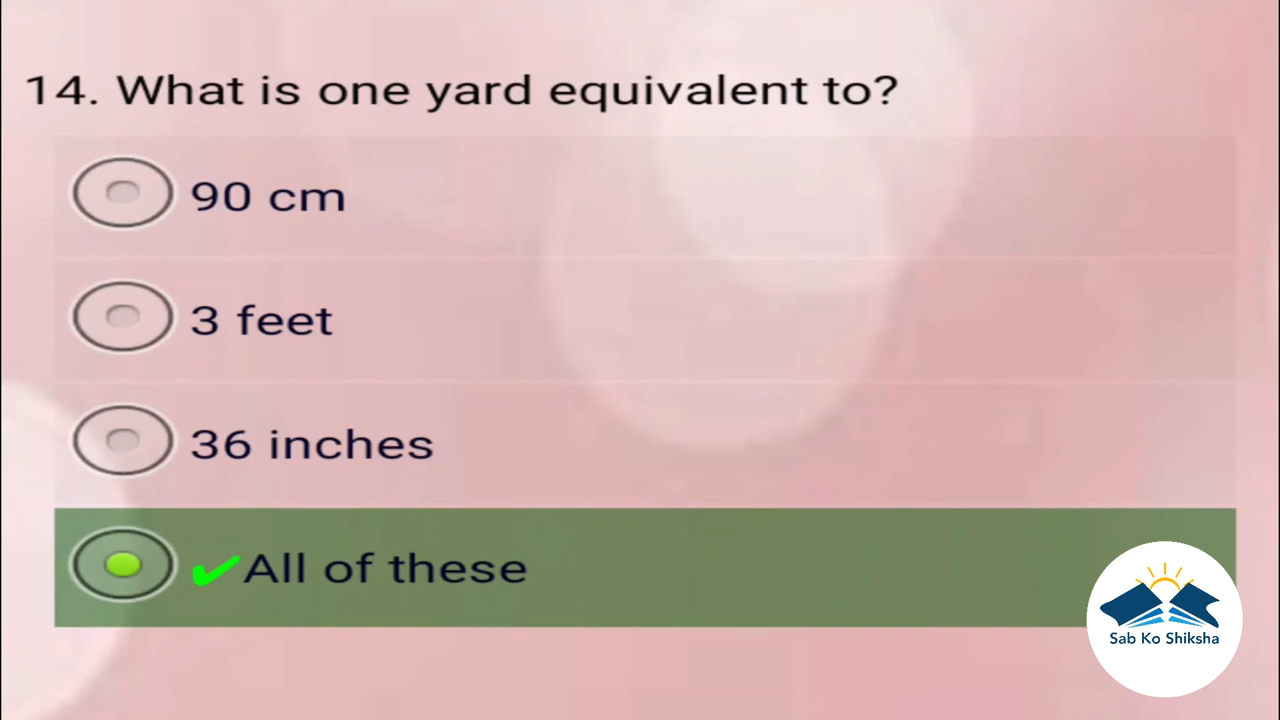 14. What is one yard equivalent to?
90 cm
3 feet
36 inches
✔All of these
Sab Ko Shiksha